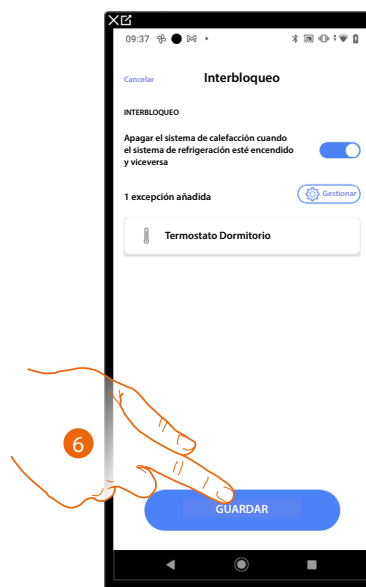 09:37
Cancelar
Interbloqueo
INTERBLOQUEO
Apagar el sistema de calefacción cuando
el sistema de refrigeración esté encendido
y viceversa
1 excepción añadida
Gestionar
Termostato Dormitorio
6
GUARDAR